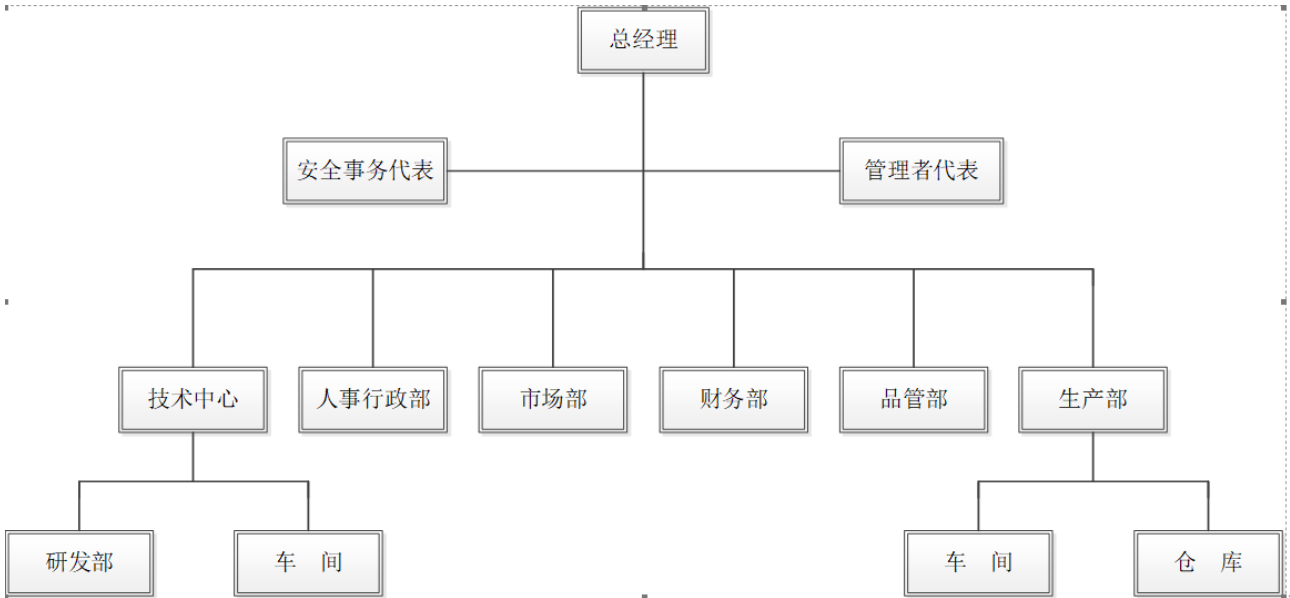 总经理
安全事务代表
管理者代表
技术中心
人事行政部
市场部
财务部
品管部
生产部
研发部
车 间
车 间
仓 库